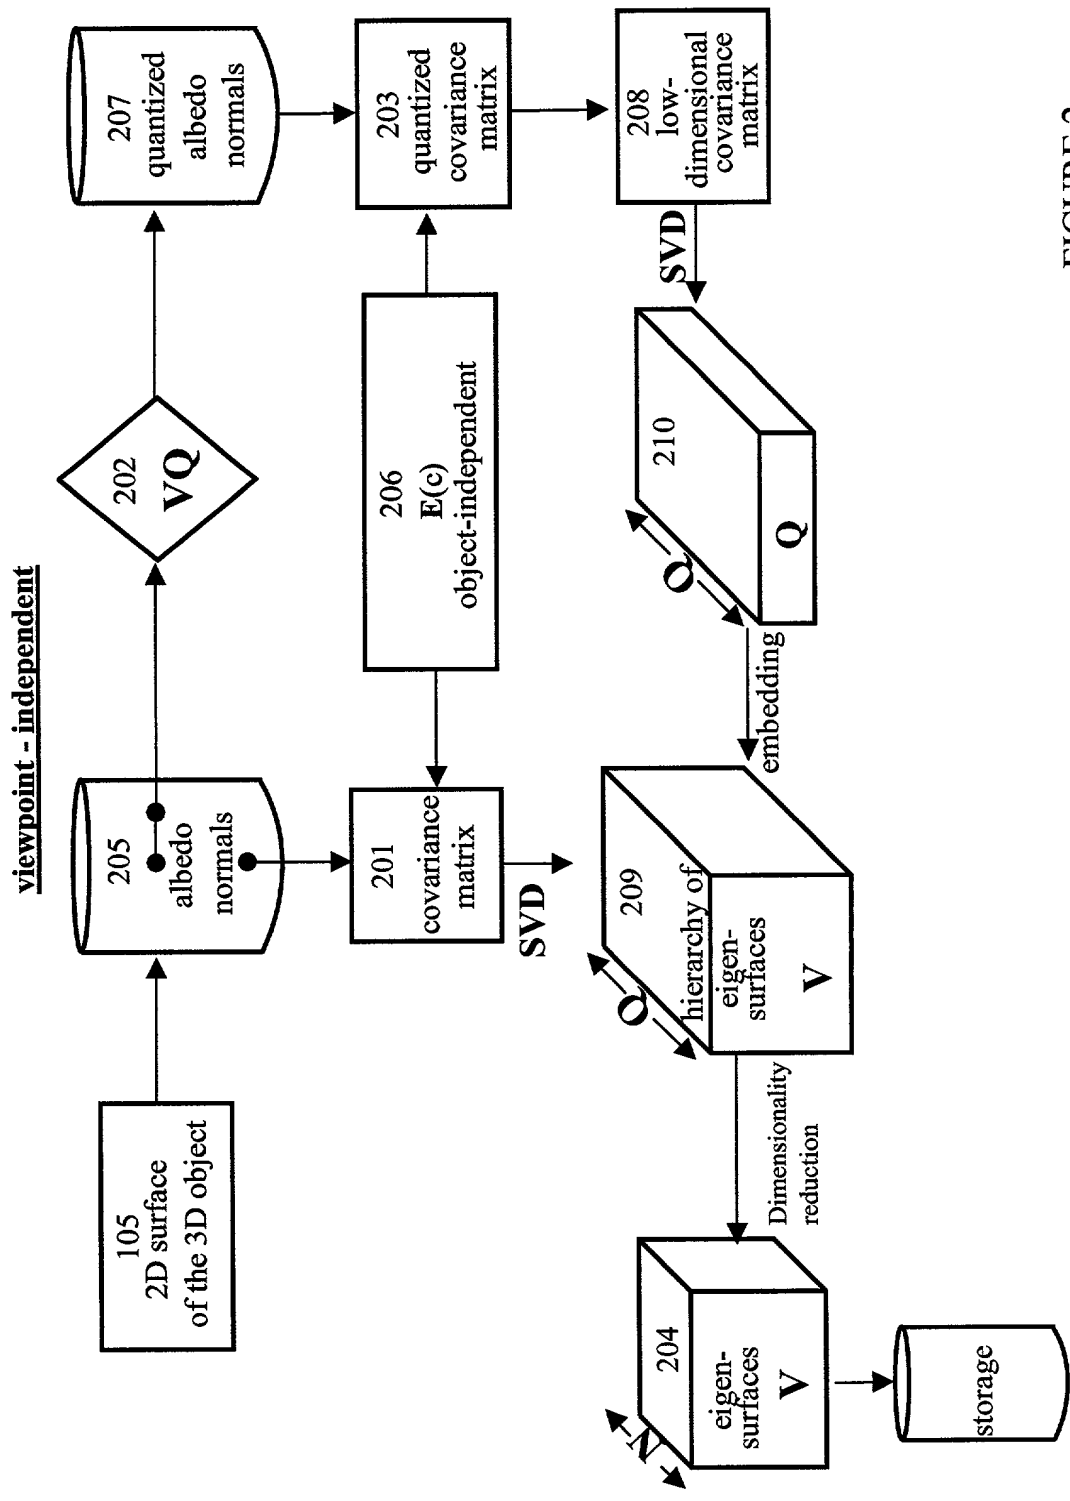 viewpoint - independent
105
2D surface
of the 3D object
205
albedo
normals
202
VQ
207
quantized
albedo
normals
201
covariance
matrix
206
E(c)
object-independent
203
quantized
covariance
matrix
SVD
208
low-
dimensional
covariance
matrix
SVD
204
N
eigen-
surfaces
V
Dimensionality
reduction
209
Q
hierarchy of
eigen-
surfaces
V
embedding
210
Q
Q
storage